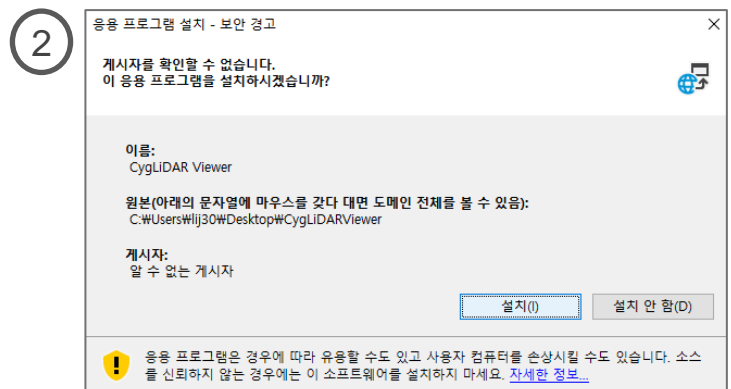 2
응용 프로그램 설치 - 보안 경고
게시자를 확인할 수 없습니다.
이 응용 프로그램을 설치하시겠습니까?
이름:
CygLiDAR Viewer
원본(아래의 문자열에 마우스를 갖다 대면 도메인 전체를 볼 수 있음):
C:₩Users₩lij30₩Desktop₩CygLiDARViewer
게시자:
알 수 없는 게시자
설치(I)
설치 안 함(D)
응용 프로그램은 경우에 따라 유용할 수도 있고 사용자 컴퓨터를 손상시킬 수도 있습니다. 소스
를 신뢰하지 않는 경우에는 이 소프트웨어를 설치하지 마세요. 자세한 정보...